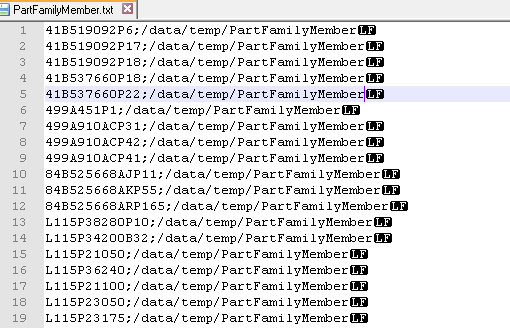 PartFamilyMember.txt
1 41B519092P6;/data/temp/PartFamilyMemberLF
2 41B519092P17;/data/temp/PartFamilyMemberLF
3 41B519092P18;/data/temp/PartFamilyMemberLF
4 41B537660P18;/data/temp/PartFamilyMemberLF
5 41B537660P22;/data/temp/PartFamilyMemberLF
6 499A451P1;/data/temp/PartFamilyMemberLF
7 499A910ACP31;/data/temp/PartFamilyMemberLF
8 499A910ACP42;/data/temp/PartFamilyMemberLF
9 499A910ACP41;/data/temp/PartFamilyMemberLF
10 84B525668AJP11;/data/temp/PartFamilyMemberLF
11 84B525668AKP55;/data/temp/PartFamilyMemberLF
12 84B525668ARP165;/data/temp/PartFamilyMemberLF
13 L115P3828OP10;/data/temp/PartFamilyMemberLF
14 L115P34200B32;/data/temp/PartFamilyMemberLF
15 L115P21050;/data/temp/PartFamilyMemberLF
16 L115P36240;/data/temp/PartFamilyMemberLF
17 L115P21100;/data/temp/PartFamilyMemberLF
18 L115P23050;/data/temp/PartFamilyMemberLF
19 L115P23175;/data/temp/PartFamilyMemberLF